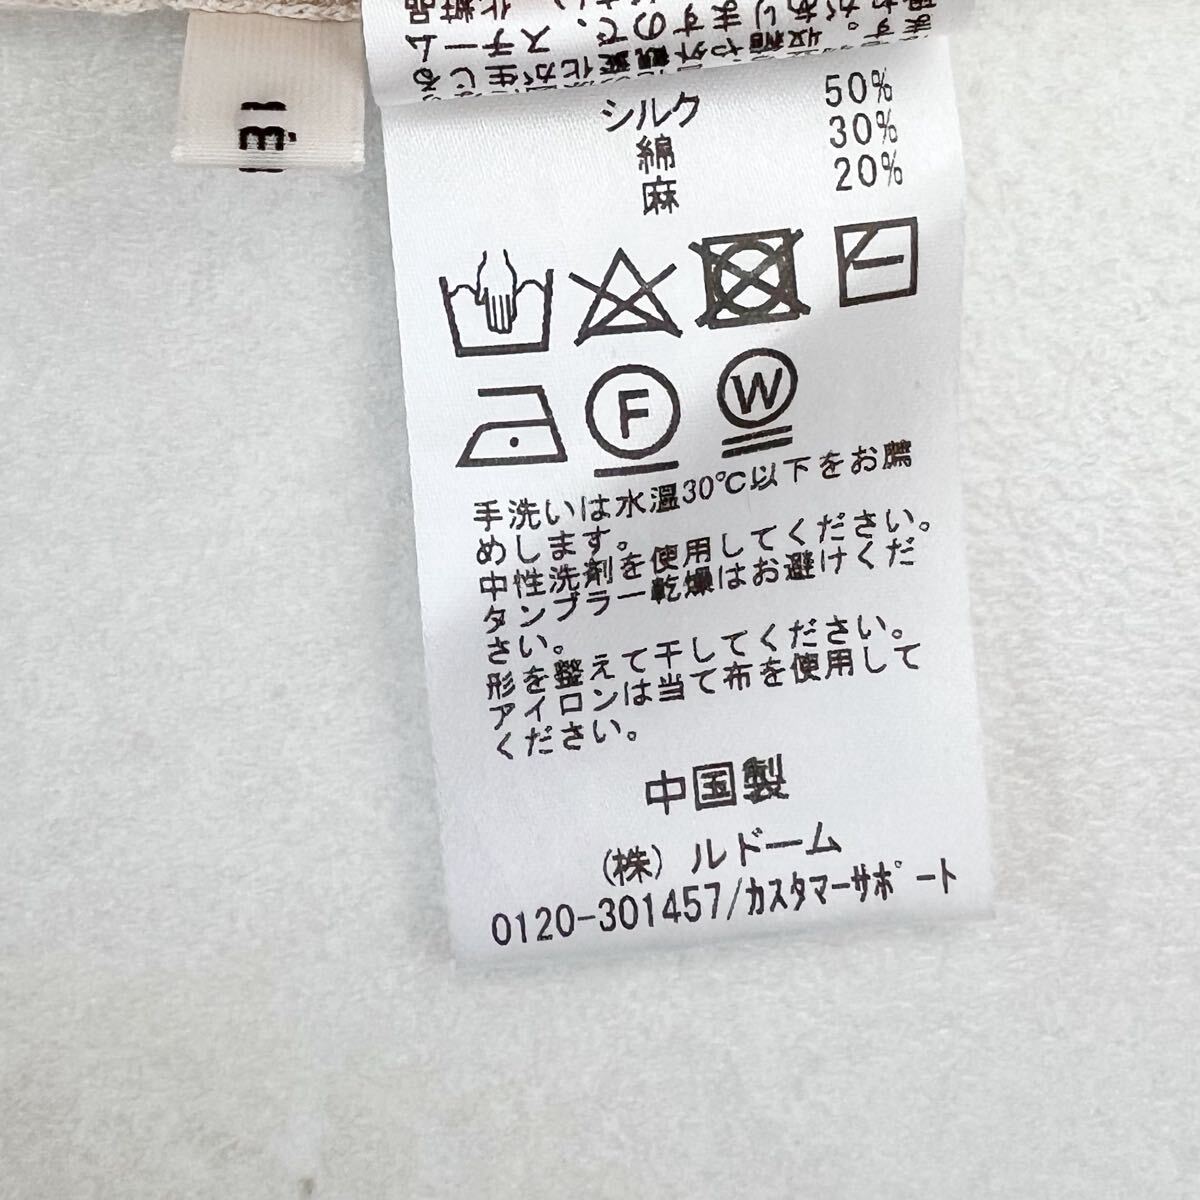 シルク 50%
綿 30%
麻 20%
F
W
手洗いは水温30℃以下をお薦
めします。
中性洗剤を使用してください。
タンブラー乾燥はお避けくだ
さい。
形を整えて干してください。
アイロンは当て布を使用して
ください。
中国製
(株) ルドーム
0120-301457/カスタマーサポート